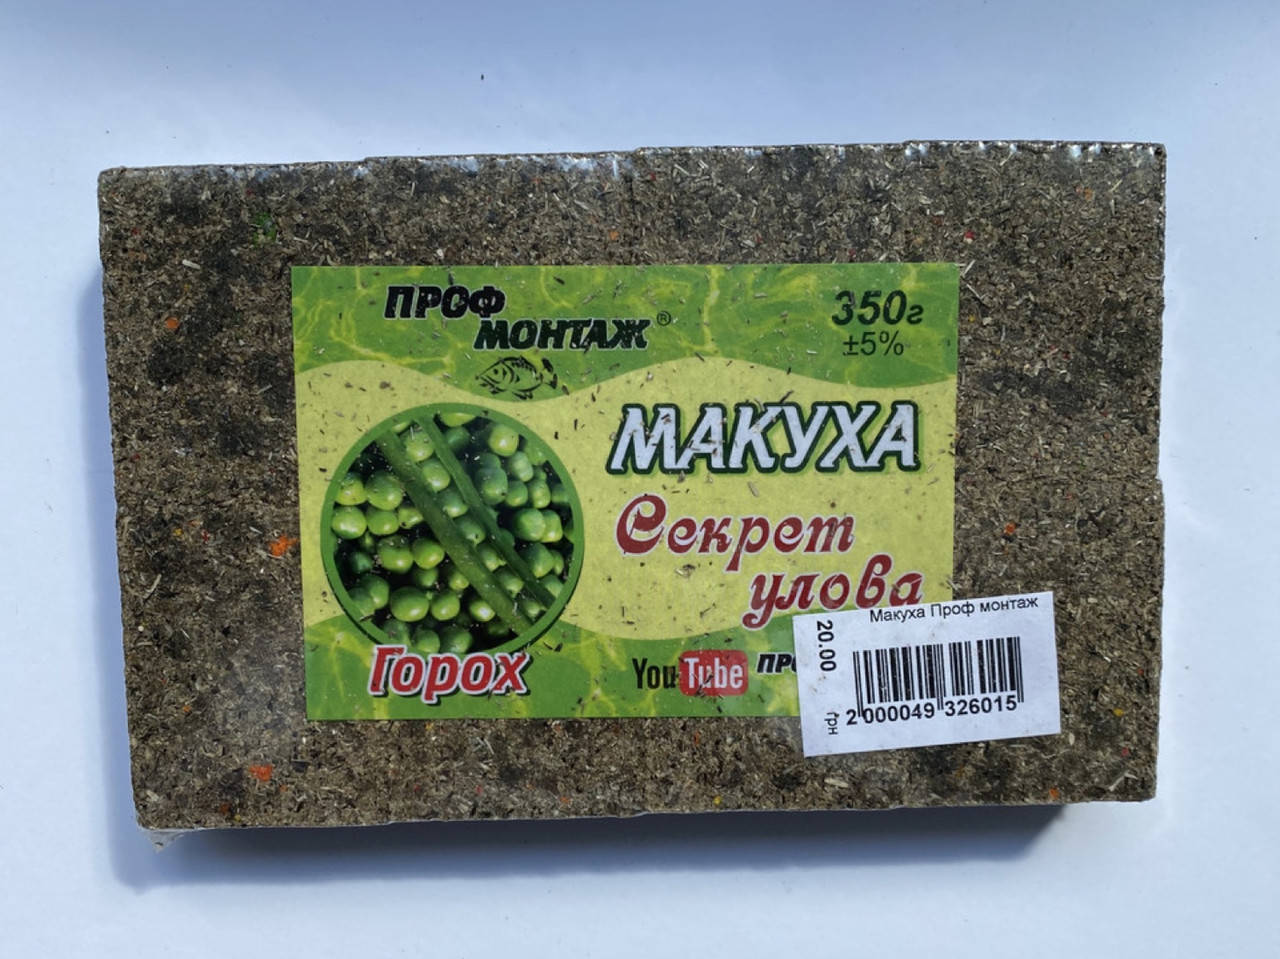 ПРОФ
МОНТАЖ®
350г
±5%
МАКУХА
Секрет
улова
Горох
YouTube
Макуха Проф монтаж
20.00
грн
2 000049 326015